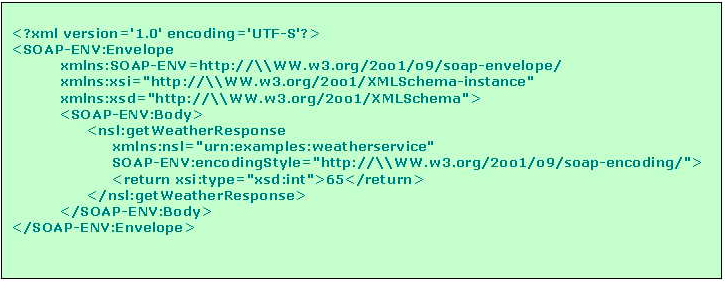 <?xml version='1.0' encoding='UTF-S'?>
<SOAP-ENV:Envelope
xmlns:SOAP-ENV=http://\\WW.w3.org/2oo1/o9/soap-envelope/
xmlns:xsi="http://\\WW.w3.org/2oo1/XMLSchema-instance"
xmlns:xsd="http://\\WW.w3.org/2oo1/XMLSchema">
<SOAP-ENV:Body>
<nsl:getWeatherResponse
xmlns:nsl="urn:examples:weatherservice"
SOAP-ENV:encodingStyle="http://\\WW.w3.org/2oo1/o9/soap-encoding/">
<return xsi:type="xsd:int">65</return>
</nsl:getWeatherResponse>
</SOAP-ENV:Body>
</SOAP-ENV:Envelope>